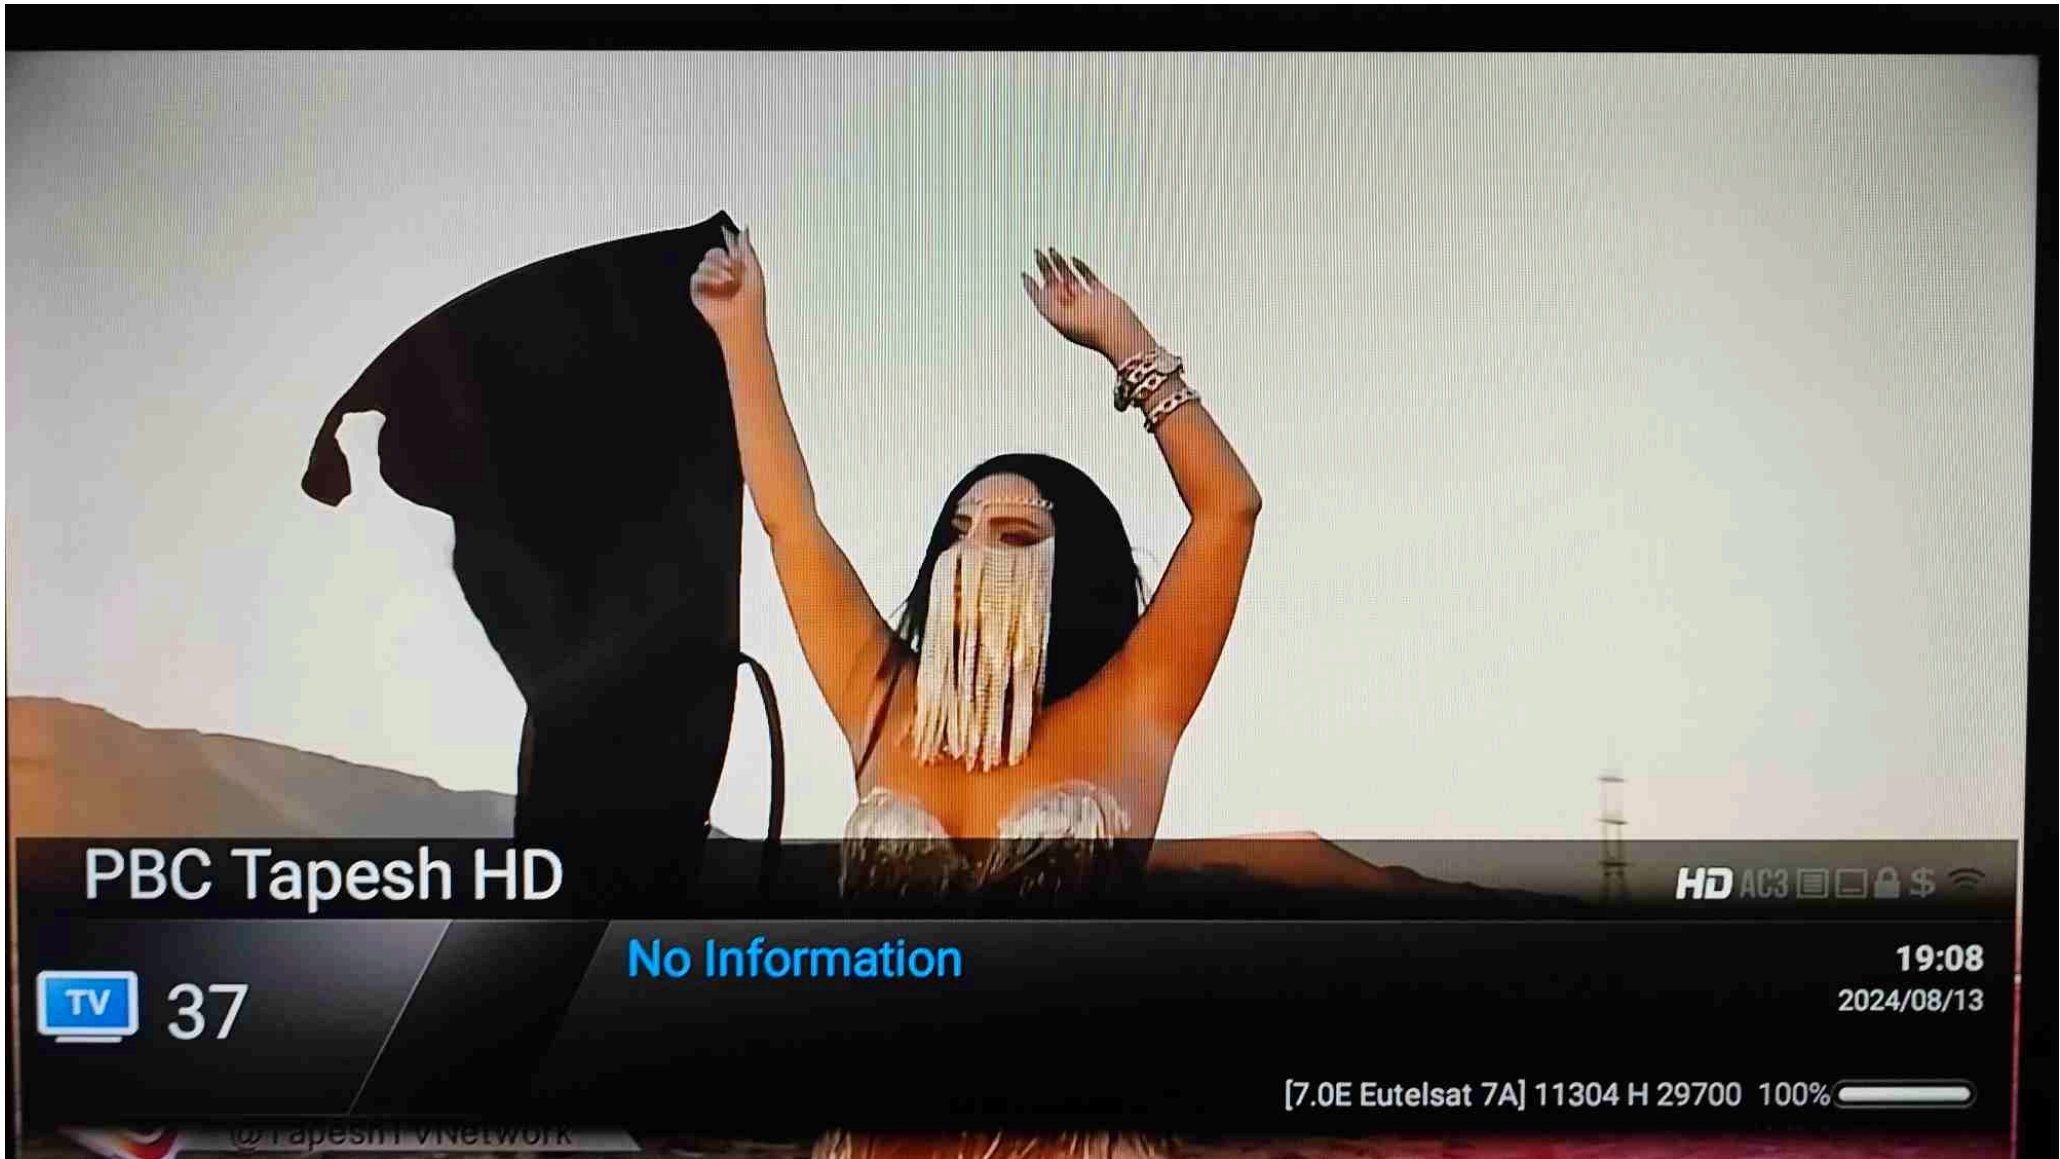 PBC Tapesh HD
HD AC3 $
TV 37
No Information
19:08
2024/08/13
[7.0E Eutelsat 7A] 11304 H 29700 100%
@TapeshTVNetwork